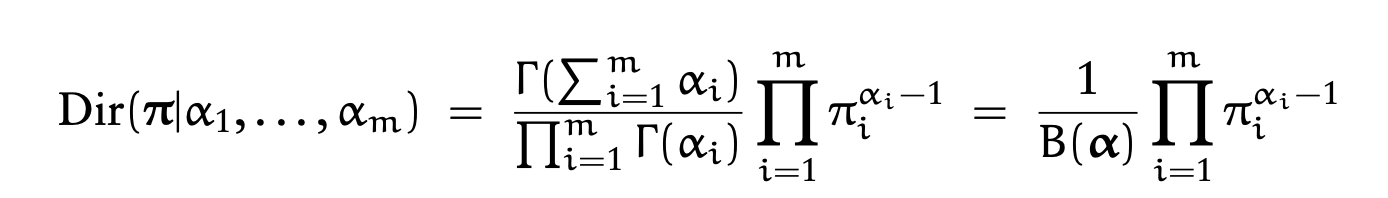 Dir(π|α₁,...,αₘ) = Γ(∑ᵢ₌₁ᵐ αᵢ) / ∏ᵢ₌₁ᵐ Γ(αᵢ) ∏ᵢ₌₁ᵐ πᵢ^{αᵢ−1} = 1 / B(α) ∏ᵢ₌₁ᵐ πᵢ^{αᵢ−1}